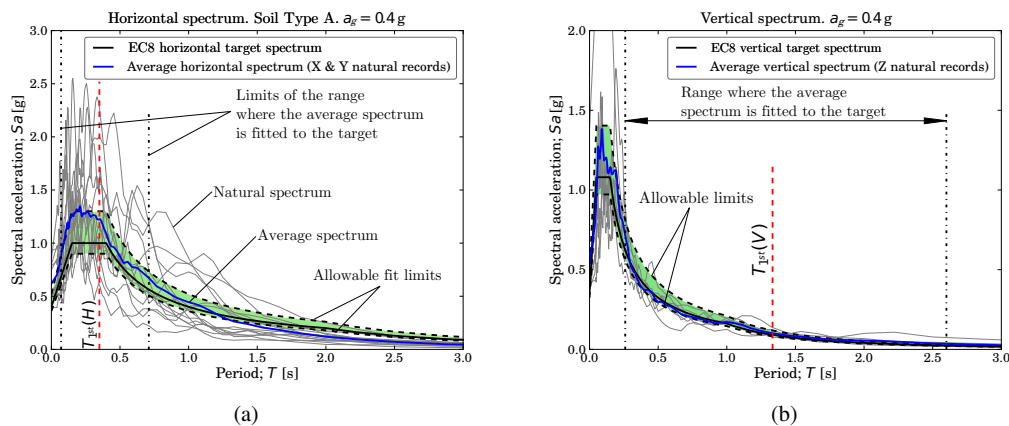 Horizontal spectrum. Soil Type A. a_g = 0.4 g
3.0
2.5
2.0
1.5
1.0
0.5
0.0
Spectral acceleration; Sa [g]
EC8 horizontal target spectrum
Average horizontal spectrum (X & Y natural records)
Limits of the range
where the average spectrum
is fitted to the target
Natural spectrum
Average spectrum
Allowable fit limits
T_1st(H)
0.0 0.5 1.0 1.5 2.0 2.5 3.0
Period; T [s]
(a)
Vertical spectrum. a_g = 0.4 g
2.0
1.5
1.0
0.5
0.0
Spectral acceleration; Sa [g]
EC8 vertical target specttrum
Average vertical spectrum (Z natural records)
Range where the average
spectrum is fitted to the target
Allowable limits
T_1st(V)
0.0 0.5 1.0 1.5 2.0 2.5 3.0
Period; T [s]
(b)